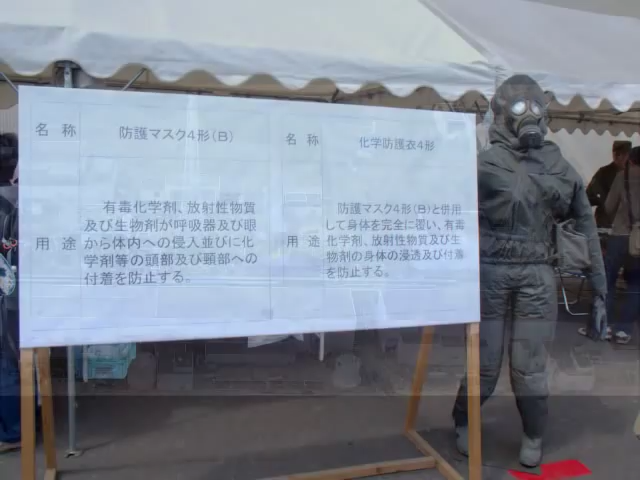 名 称
防護マスク4形(B)
用 途
有毒化学剤、放射性物質
及び生物剤が呼吸器及び眼
から体内への侵入並びに化
学剤等の頭部及び頸部への
付着を防止する。
名 称
化学防護衣4形
用 途
防護マスク4形(B)と併用
して身体を完全に覆い、有毒
化学剤、放射性物質及び生
物剤の身体の浸透及び付着
を防止する。